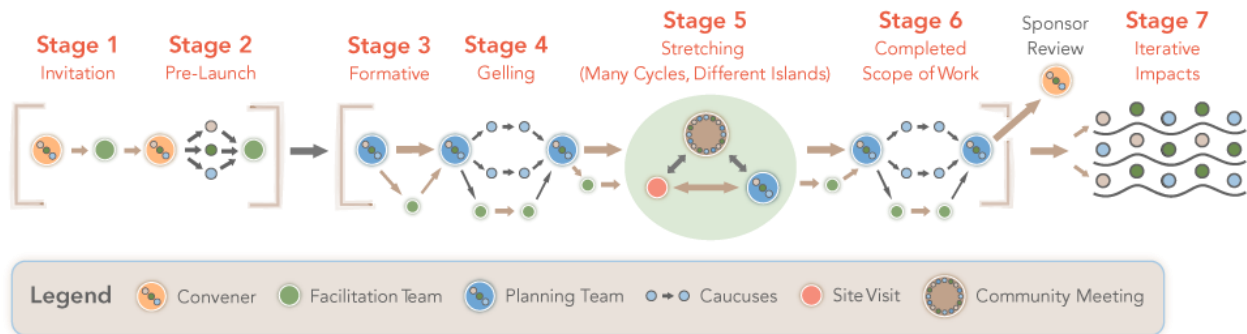 Stage 1
Invitation
Stage 2
Pre-Launch
Stage 3
Formative
Stage 4
Gelling
Stage 5
Stretching
(Many Cycles, Different Islands)
Stage 6
Completed
Scope of Work
Sponsor
Review
Stage 7
Iterative
Impacts
Legend
Convener
Facilitation Team
Planning Team
Caucuses
Site Visit
Community Meeting